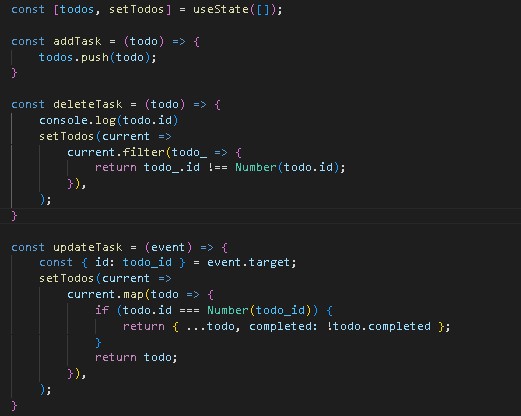 const [todos, setTodos] = useState([]);
const addTask = (todo) => {
todos.push(todo);
}
const deleteTask = (todo) => {
console.log(todo.id)
setTodos(current =>
current.filter(todo_ => {
return todo_.id !== Number(todo.id);
}),
);
}
const updateTask = (event) => {
const { id: todo_id } = event.target;
setTodos(current =>
current.map(todo => {
if (todo.id === Number(todo_id)) {
return { ...todo, completed: !todo.completed };
}
return todo;
}),
);
}